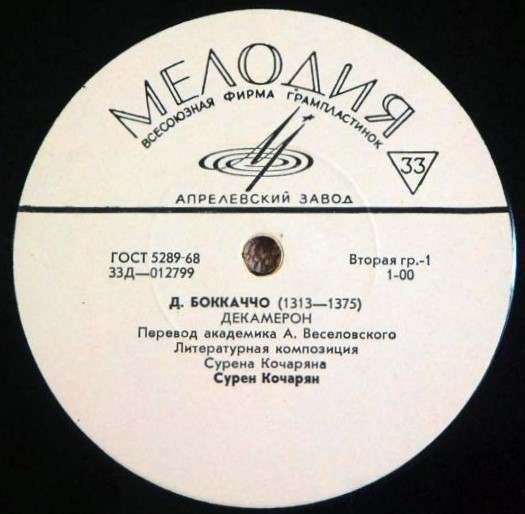 МЕЛОДИЯ
ВСЕСОЮЗНАЯ ФИРМА ГРАМПЛАСТИНОК
33
АПРЕЛЕВСКИЙ ЗАВОД
ГОСТ 5289-68
33Д—012799
Вторая гр.-1
1-00
Д. БОККАЧЧО (1313—1375)
ДЕКАМЕРОН
Перевод академика А. Веселовского
Литературная композиция
Сурена Кочаряна
Сурен Кочарян